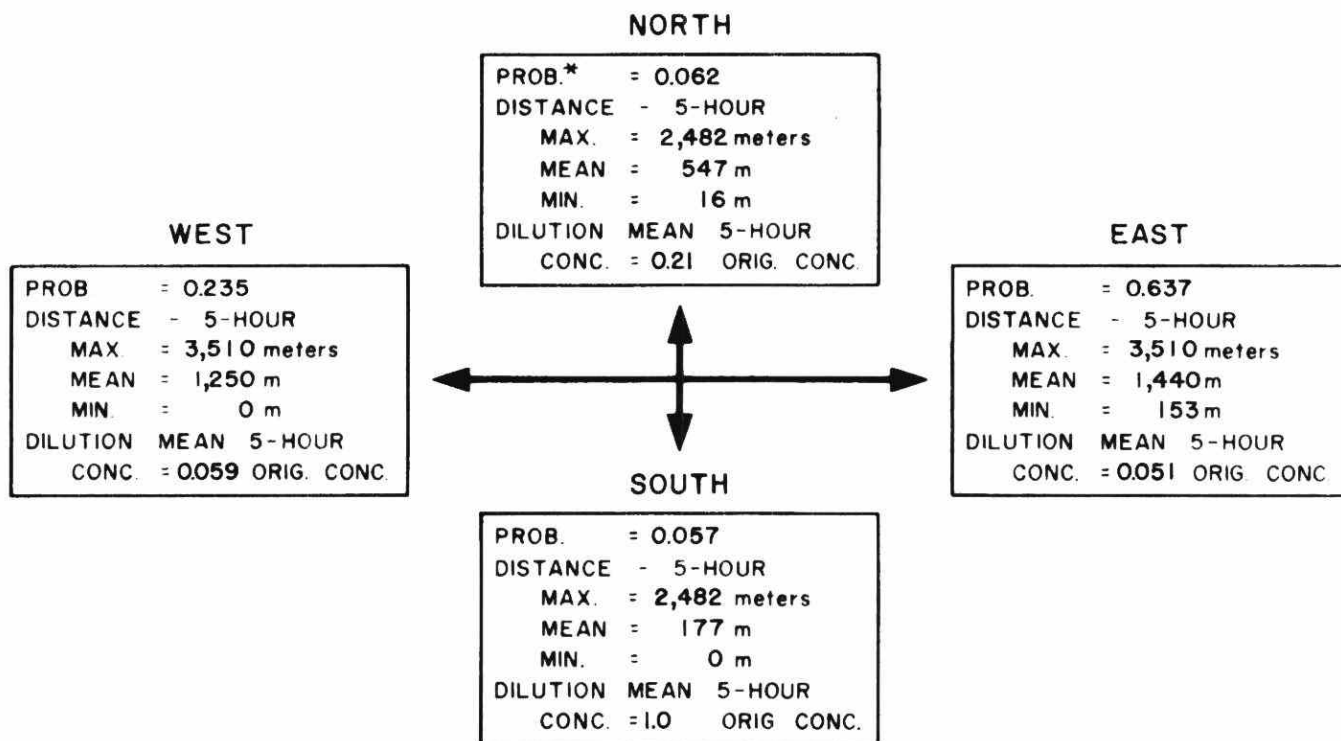 NORTH
PROB.* = 0.062
DISTANCE - 5-HOUR
MAX. = 2,482 meters
MEAN = 547 m
MIN. = 16 m
DILUTION MEAN 5-HOUR
CONC. = 0.21 ORIG. CONC.
WEST
PROB = 0.235
DISTANCE - 5-HOUR
MAX. = 3,510 meters
MEAN = 1,250 m
MIN. = 0 m
DILUTION MEAN 5-HOUR
CONC. = 0.059 ORIG. CONC.
EAST
PROB. = 0.637
DISTANCE - 5-HOUR
MAX. = 3,510 meters
MEAN = 1,440 m
MIN. = 153 m
DILUTION MEAN 5-HOUR
CONC. = 0.051 ORIG. CONC.
SOUTH
PROB. = 0.057
DISTANCE - 5-HOUR
MAX. = 2,482 meters
MEAN = 177 m
MIN. = 0 m
DILUTION MEAN 5-HOUR
CONC. = 1.0 ORIG CONC.